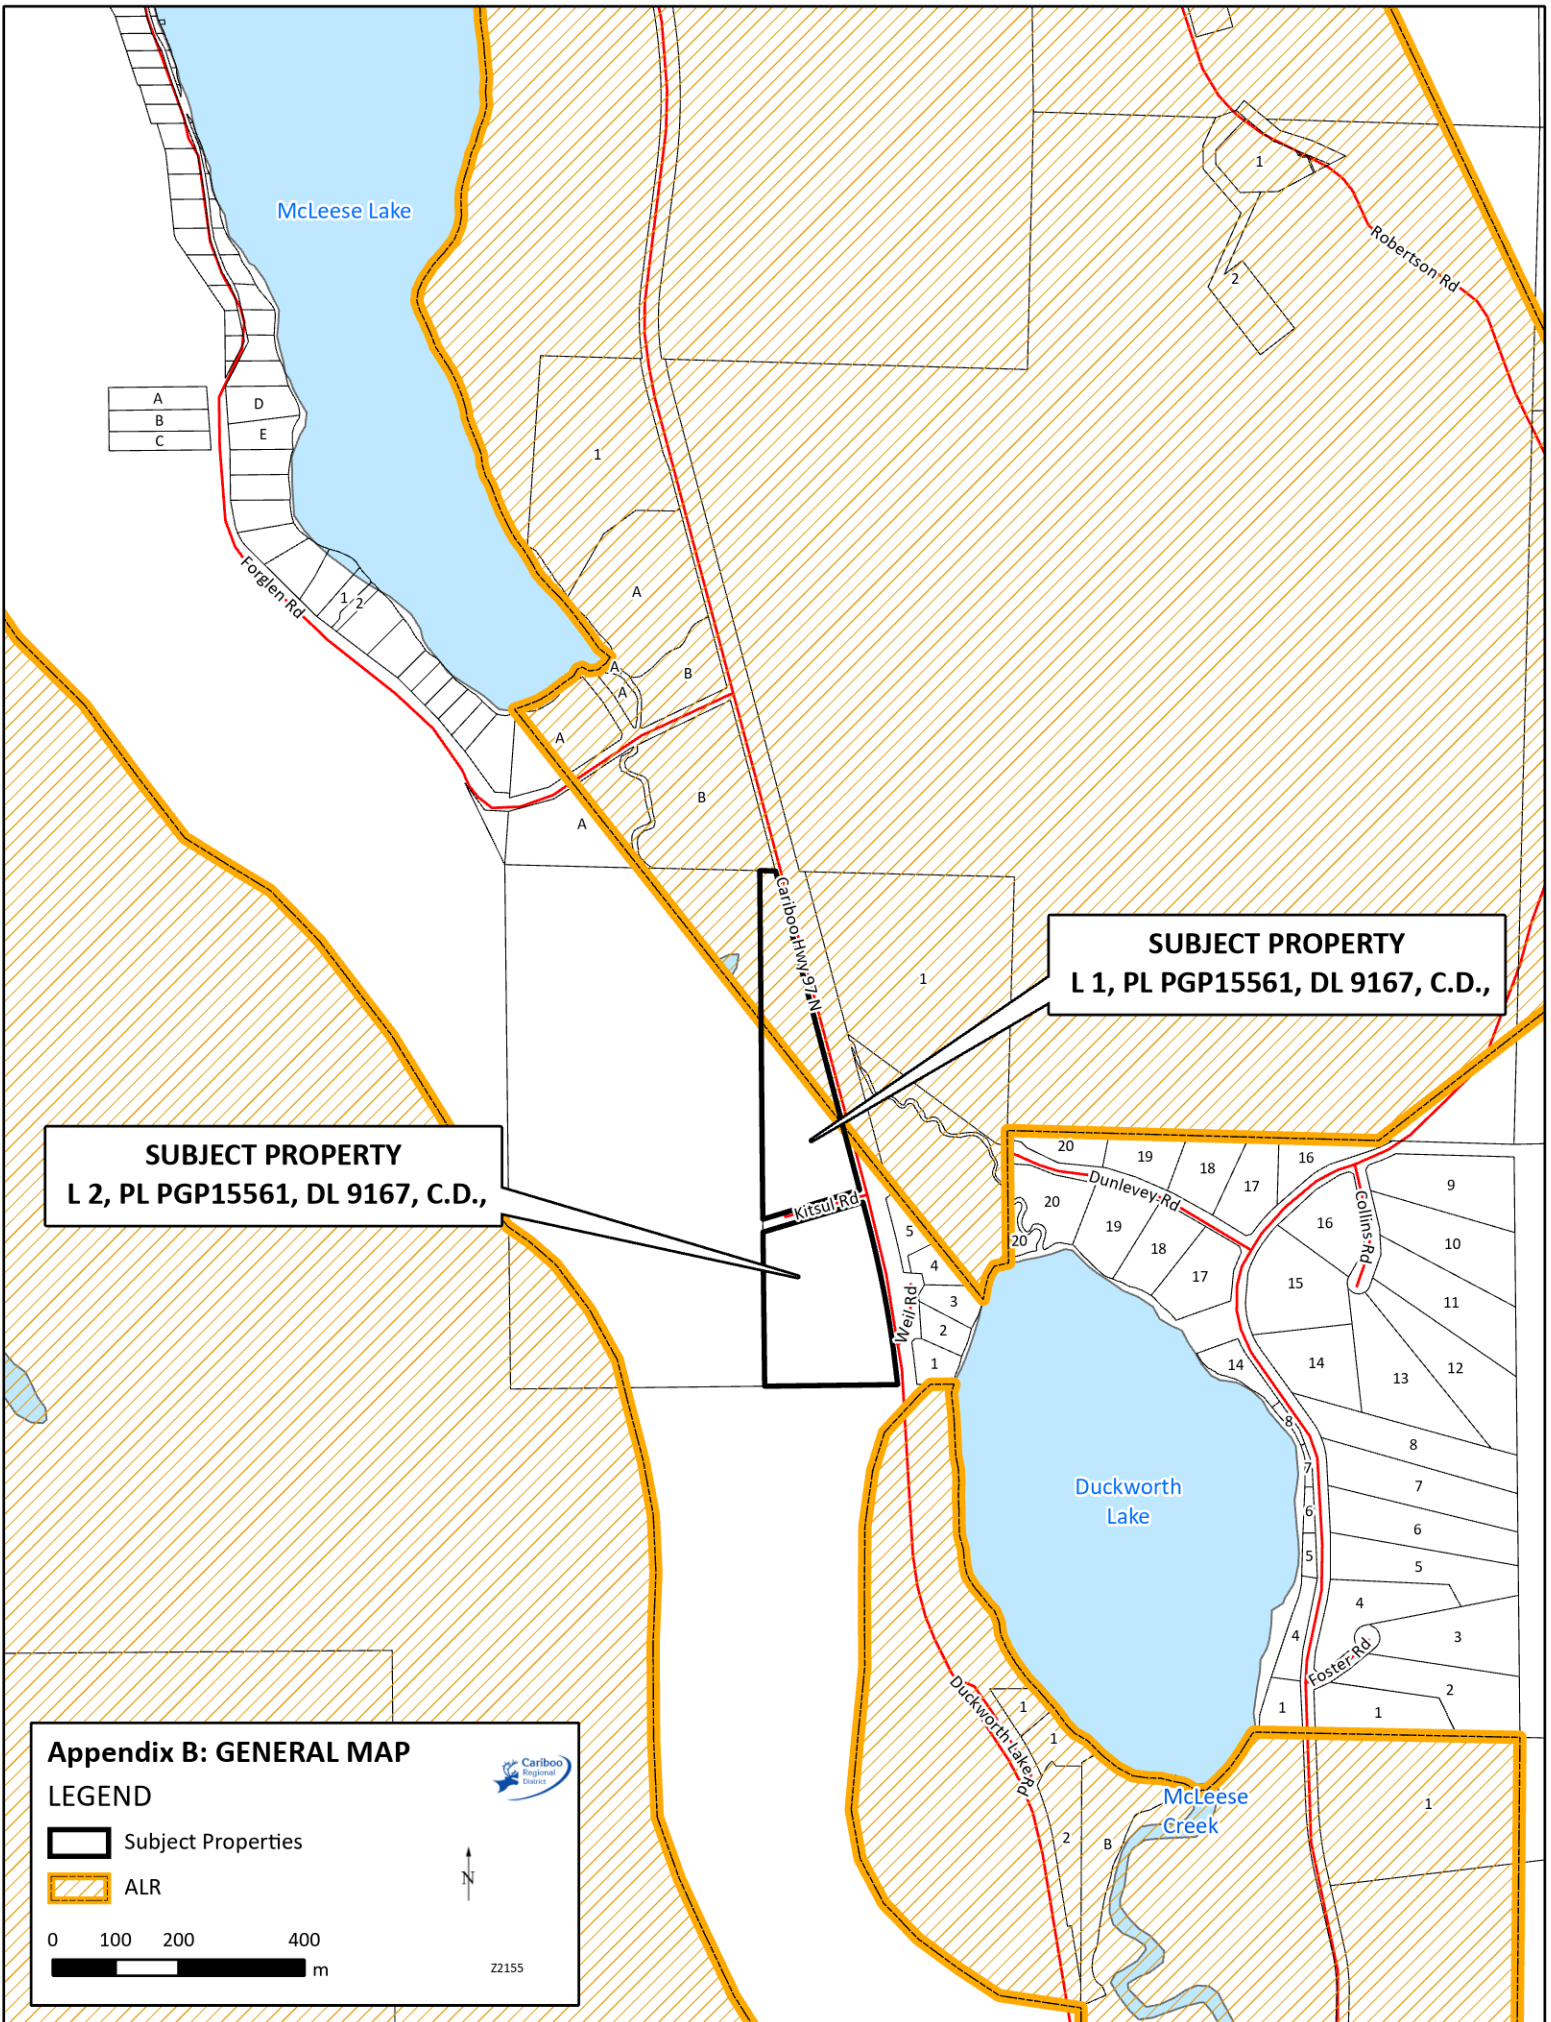 McLeese Lake
1
Robertson Rd
2
A
B
C
D
E
1
Forglen Rd
1
2
A
A
A
B
A
B
A
Cariboo Hwy 97 N
1
SUBJECT PROPERTY
L 1, PL PGP15561, DL 9167, C.D.,
SUBJECT PROPERTY
L 2, PL PGP15561, DL 9167, C.D.,
Kitsul Rd
Weil Rd
5
4
3
2
1
20
19
18
17
16
Dunlevey Rd
20
19
18
17
20
16
Collins Rd
9
10
11
12
15
14
14
13
8
8
7
7
6
6
5
5
4
4
3
Foster Rd
2
1
1
Duckworth
Lake
Duckworth Lake Rd
1
1
2
B
McLeese
Creek
1
Appendix B: GENERAL MAP
Cariboo
Regional
District
LEGEND
Subject Properties
ALR
N
0 100 200 400
m
Z2155